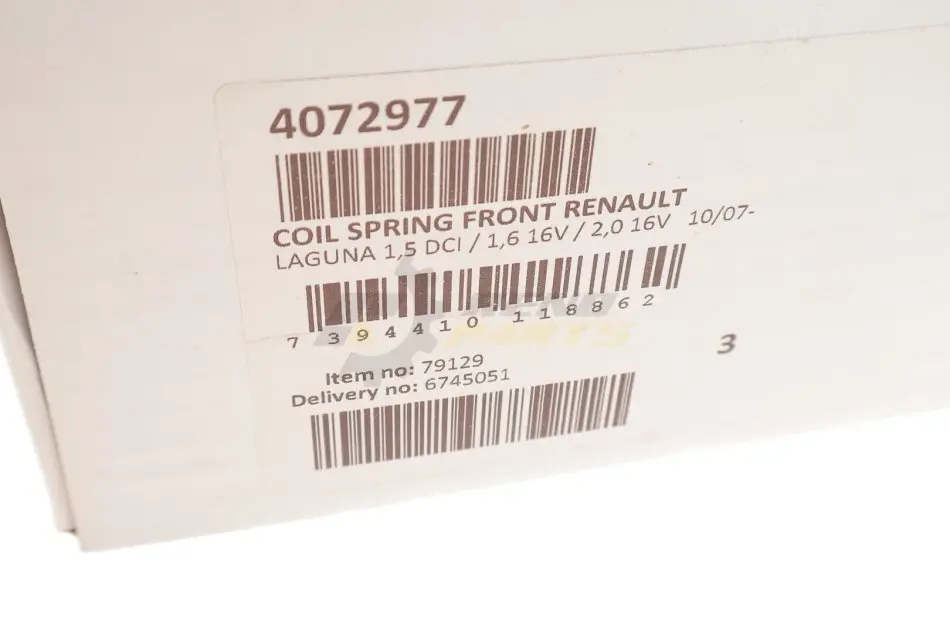 4072977
COIL SPRING FRONT RENAULT
LAGUNA 1,5 DCI / 1,6 16V / 2,0 16V 10/07-
7 394410 118862
PARTS
Item no: 79129
3
Delivery no: 6745051